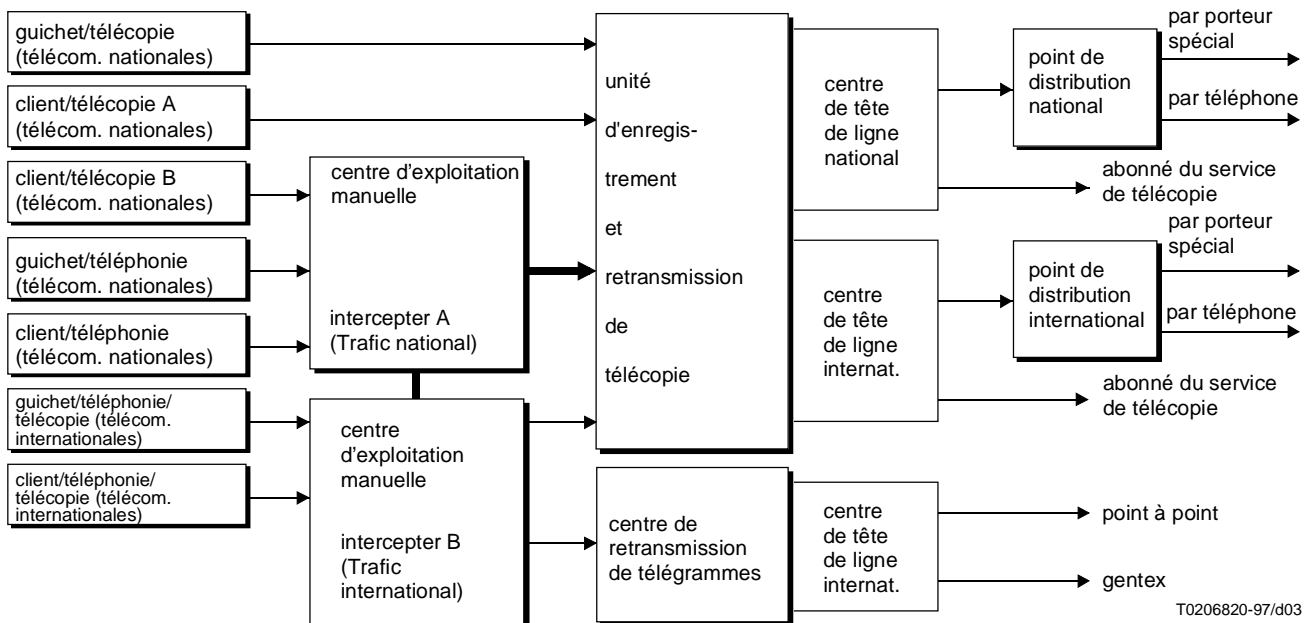 guichet/télécopie
(télécom. nationales)
client/télécopie A
(télécom. nationales)
client/télécopie B
(télécom. nationales)
guichet/téléphonie
(télécom. nationales)
client/téléphonie
(télécom. nationales)
guichet/téléphonie/
télécopie (télécom.
internationales)
client/téléphonie/
télécopie (télécom.
internationales)
centre d'exploitation
manuelle
intercepter A
(Trafic national)
centre
d'exploitation
manuelle
intercepter B
(Trafic
international)
unité
d'enregis-
trement
et
retransmission
de
télécopie
centre de
retransmission
de télégrammes
centre
de tête
de ligne
national
centre
de tête
de ligne
internat.
centre
de tête
de ligne
internat.
point de
distribution
national
par porteur
spécial
par téléphone
abonné du service
de télécopie
point de
distribution
international
par porteur
spécial
par téléphone
abonné du service
de télécopie
point à point
gentex
T0206820-97/d03